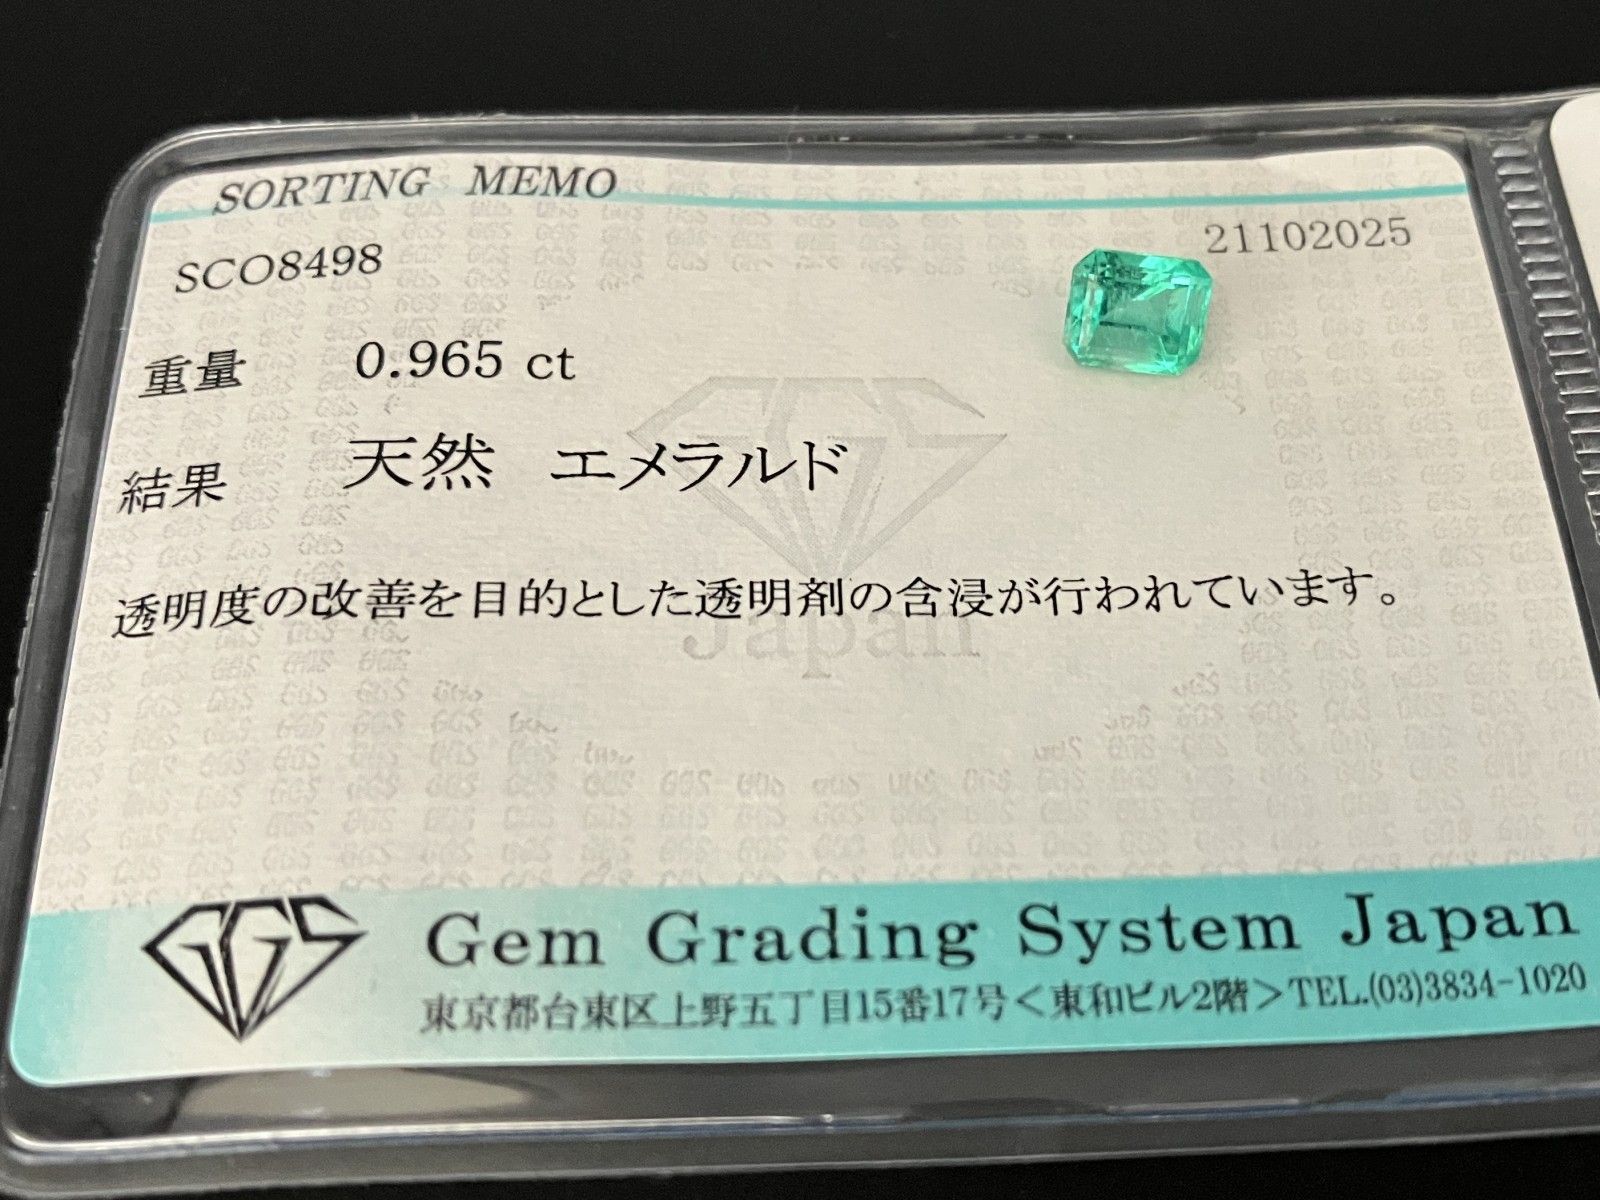 SORTING MEMO
SCO8498
21102025
重量 0.965 ct
結果 天然 エメラルド
透明度の改善を目的とした透明剤の含浸が行われています。
Japan
GGS
Gem Grading System Japan
東京都台東区上野五丁目15番17号<東和ビル2階>TEL.(03)3834-1020